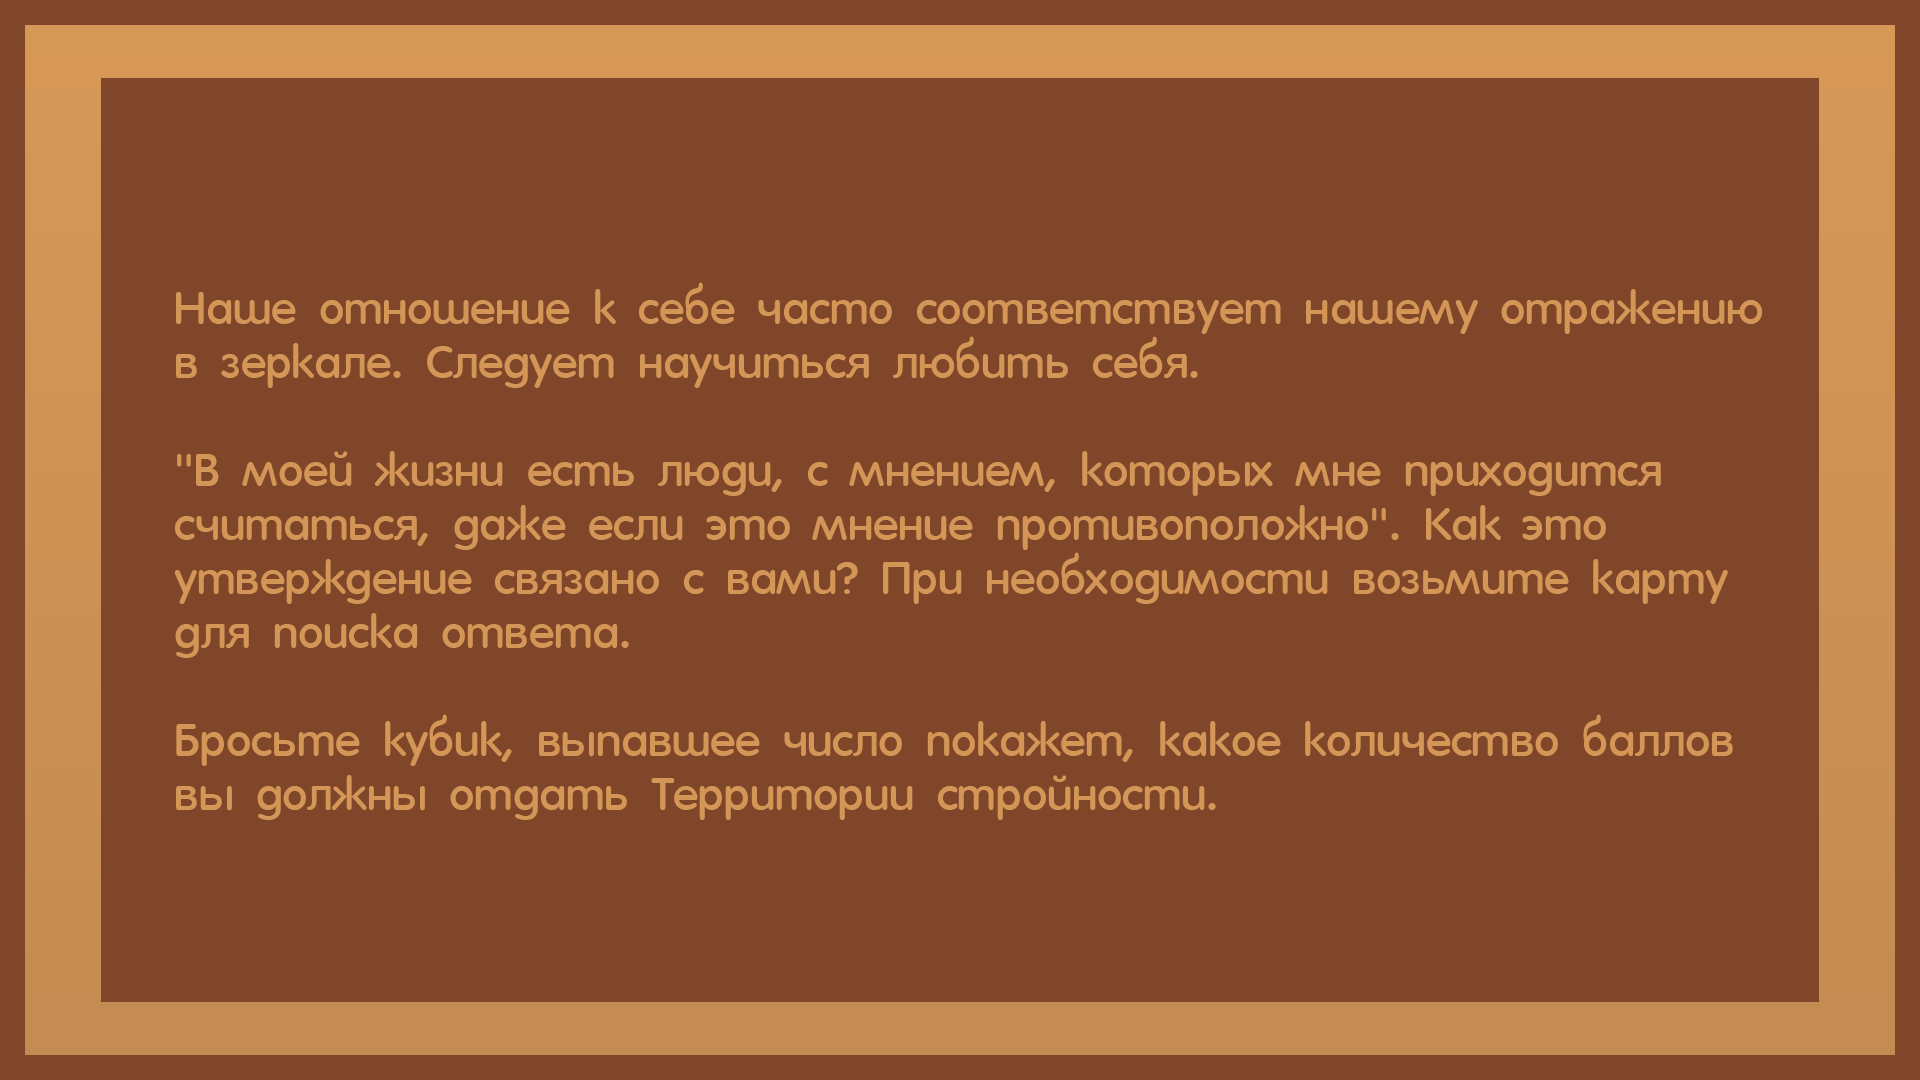 Наше отношение к себе часто соответствует нашему отражению
в зеркале. Следует научиться любить себя.
"В моей жизни есть люди, с мнением, которых мне приходится
считаться, даже если это мнение противоположно". Как это
утверждение связано с вами? При необходимости возьмите карту
для поиска ответа.
Бросьте кубик, выпавшее число покажет, какое количество баллов
вы должны отдать Территории стройности.